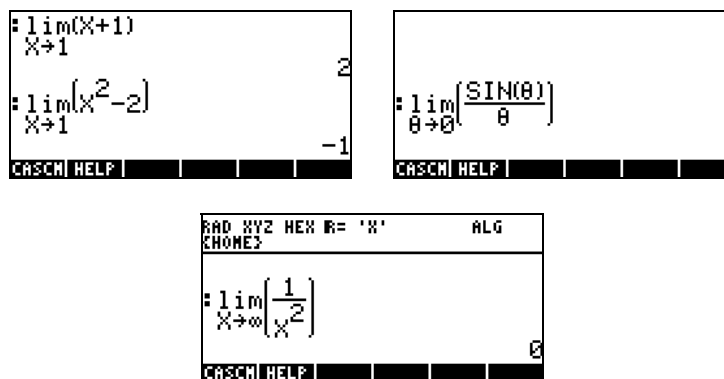 :lim(X+1)
X→1
2
:lim(X²-2)
X→1
-1
CASCM HELP
:lim(SIN(θ)/θ)
θ→0
CASCM HELP
RAD XYZ HEX R= 'X' ALG
{HOME}
:lim(1/X²)
X→∞
0
CASCM HELP